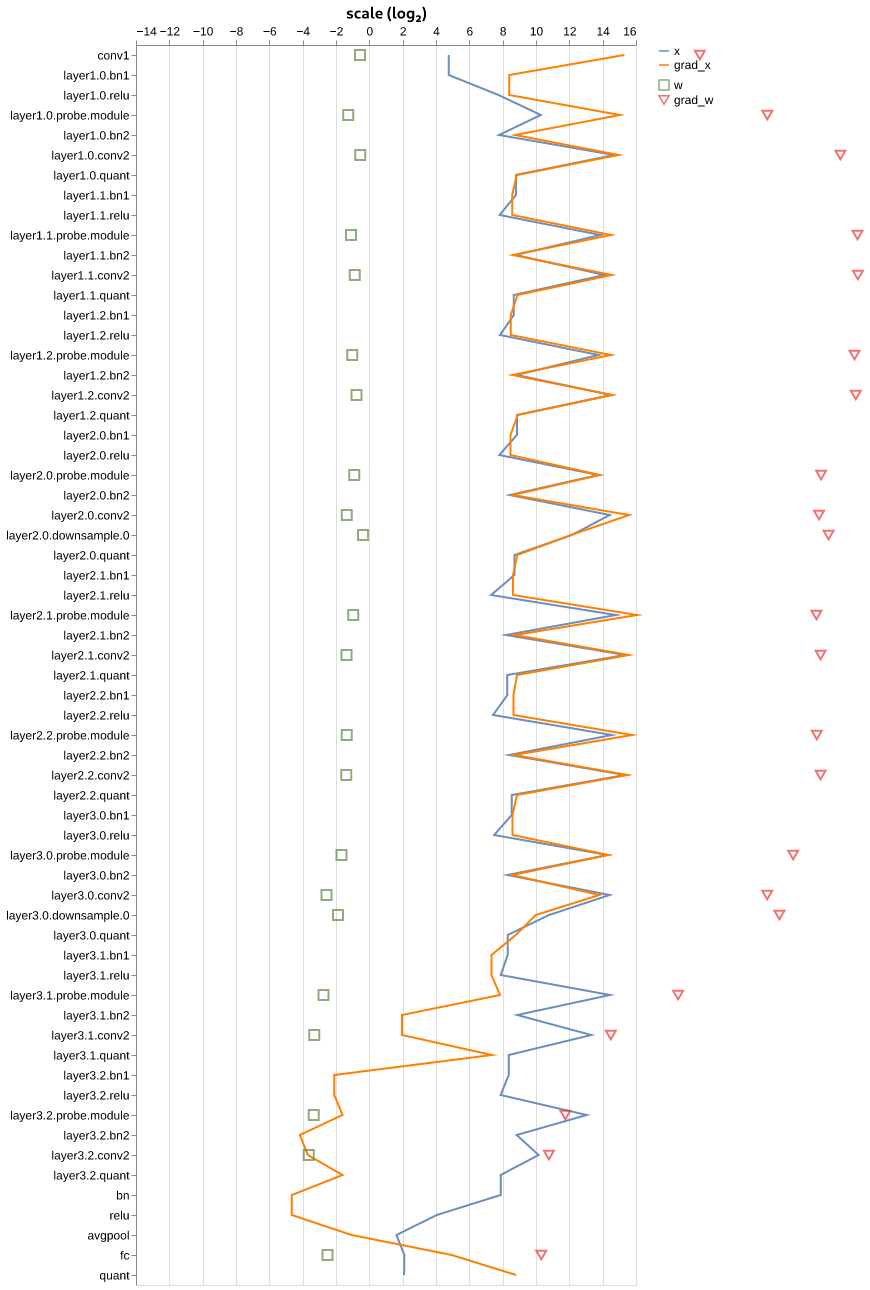 scale (log₂)
−14 −12 −10 −8 −6 −4 −2 0 2 4 6 8 10 12 14 16
x
grad_x
w
grad_w
conv1
layer1.0.bn1
layer1.0.relu
layer1.0.probe.module
layer1.0.bn2
layer1.0.conv2
layer1.0.quant
layer1.1.bn1
layer1.1.relu
layer1.1.probe.module
layer1.1.bn2
layer1.1.conv2
layer1.1.quant
layer1.2.bn1
layer1.2.relu
layer1.2.probe.module
layer1.2.bn2
layer1.2.conv2
layer1.2.quant
layer2.0.bn1
layer2.0.relu
layer2.0.probe.module
layer2.0.bn2
layer2.0.conv2
layer2.0.downsample.0
layer2.0.quant
layer2.1.bn1
layer2.1.relu
layer2.1.probe.module
layer2.1.bn2
layer2.1.conv2
layer2.1.quant
layer2.2.bn1
layer2.2.relu
layer2.2.probe.module
layer2.2.bn2
layer2.2.conv2
layer2.2.quant
layer3.0.bn1
layer3.0.relu
layer3.0.probe.module
layer3.0.bn2
layer3.0.conv2
layer3.0.downsample.0
layer3.0.quant
layer3.1.bn1
layer3.1.relu
layer3.1.probe.module
layer3.1.bn2
layer3.1.conv2
layer3.1.quant
layer3.2.bn1
layer3.2.relu
layer3.2.probe.module
layer3.2.bn2
layer3.2.conv2
layer3.2.quant
bn
relu
avgpool
fc
quant